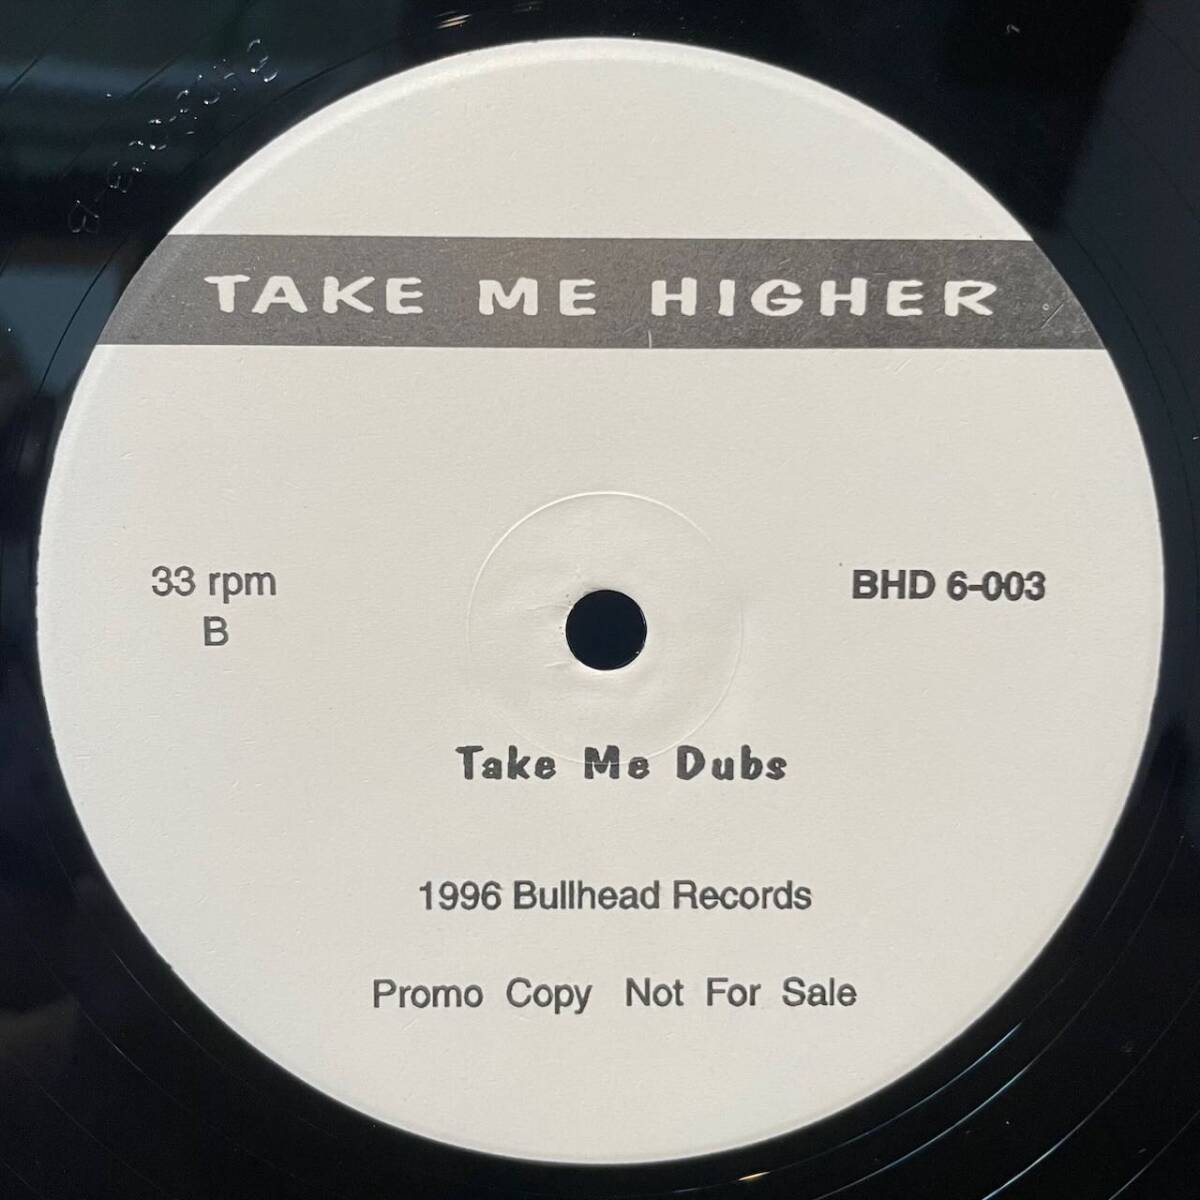 TAKE ME HIGHER
33 rpm
B
BHD 6-003
Take Me Dubs
1996 Bullhead Records
Promo Copy Not For Sale